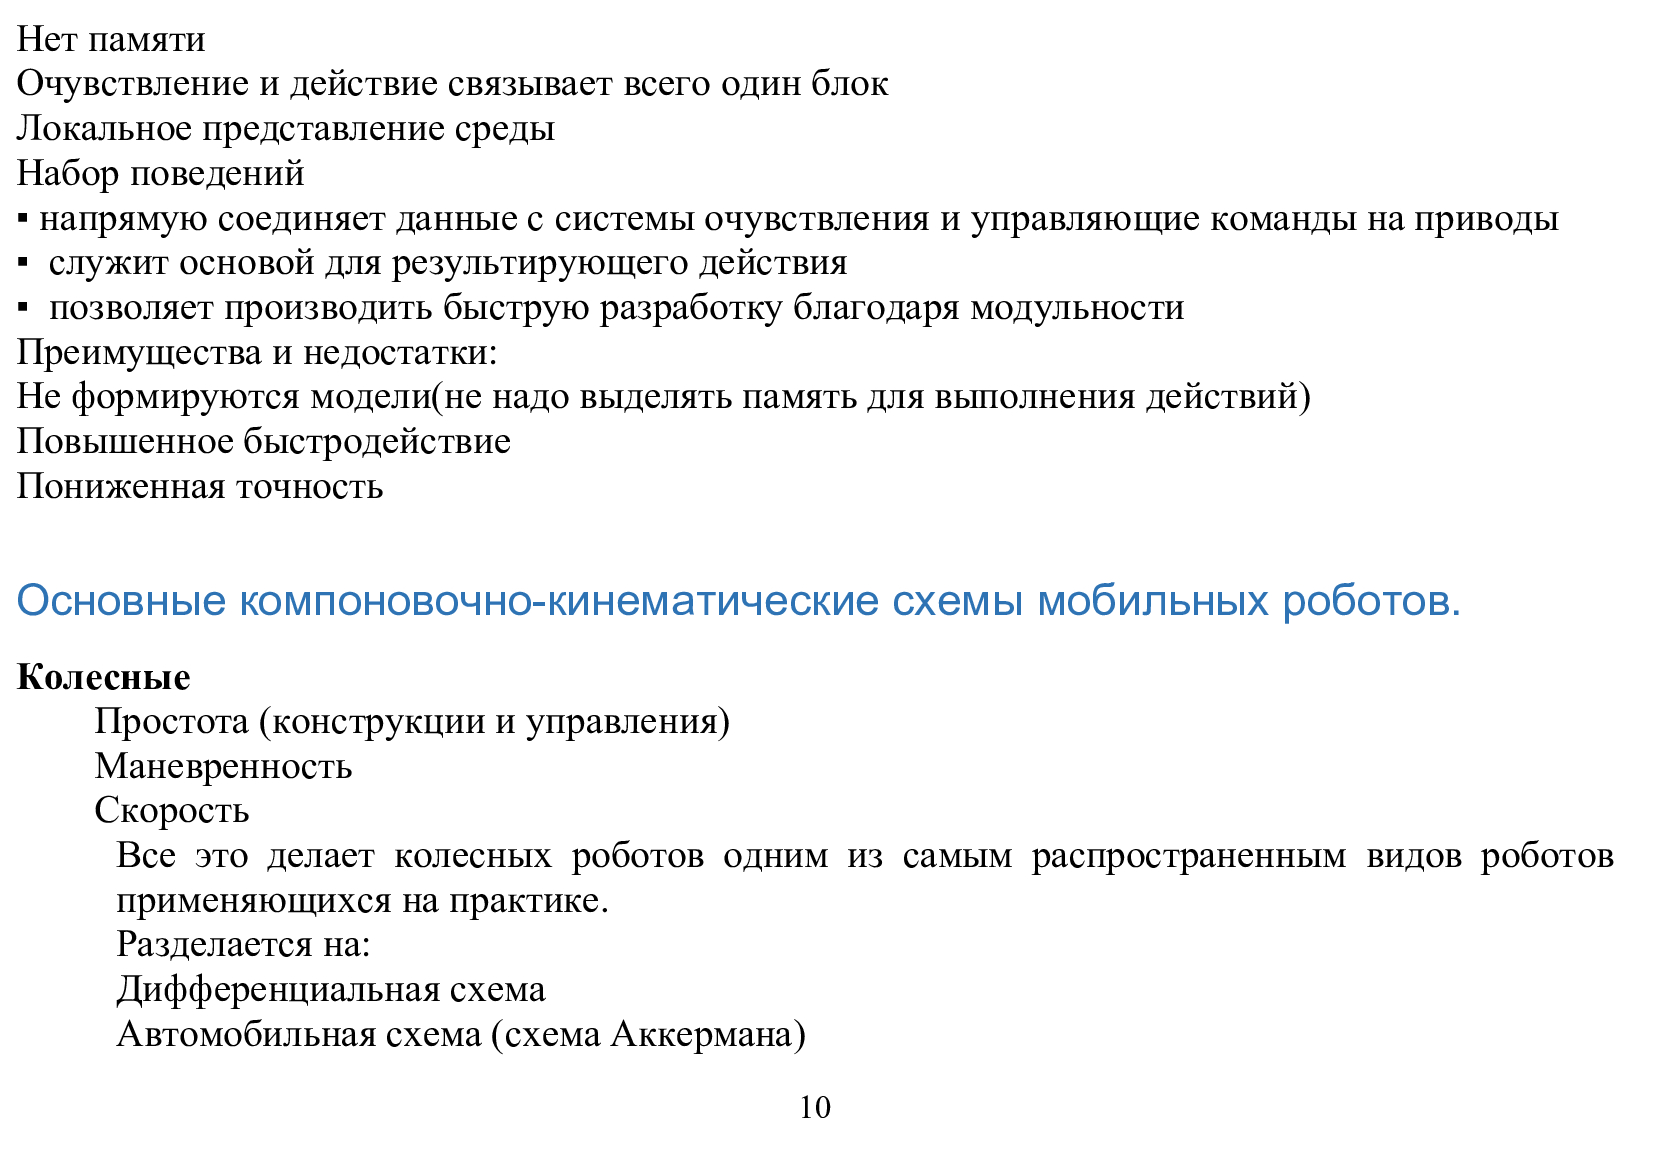 Нет памяти
Очувствление и действие связывает всего один блок
Локальное представление среды
Набор поведений
▪ напрямую соединяет данные с системы очувствления и управляющие команды на приводы
▪ служит основой для результирующего действия
▪ позволяет производить быструю разработку благодаря модульности
Преимущества и недостатки:
Не формируются модели(не надо выделять память для выполнения действий)
Повышенное быстродействие
Пониженная точность
Основные компоновочно-кинематические схемы мобильных роботов.
Колесные
Простота (конструкции и управления)
Маневренность
Скорость
Все это делает колесных роботов одним из самым распространенным видов роботов
применяющихся на практике.
Разделается на:
Дифференциальная схема
Автомобильная схема (схема Аккермана)
10